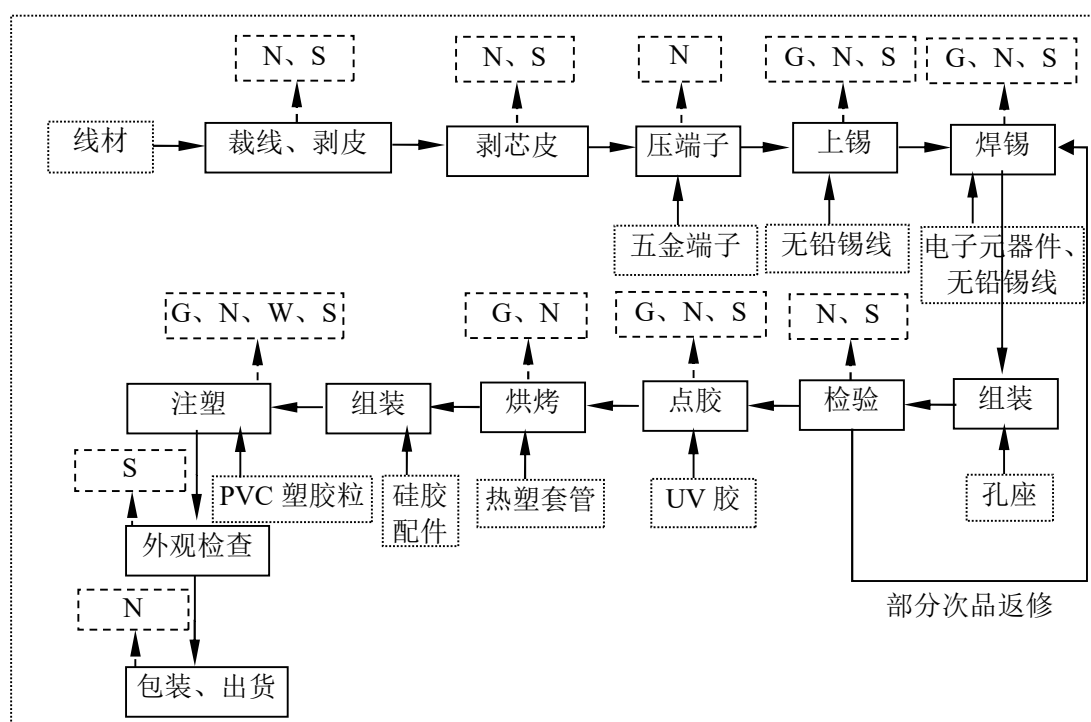 N、S
N、S
N
G、N、S
G、N、S
线材
裁线、剥皮
剥芯皮
压端子
上锡
焊锡
五金端子
无铅锡线
电子元器件、
无铅锡线
G、N、W、S
G、N
G、N、S
N、S
注塑
组装
烘烤
点胶
检验
组装
S
PVC 塑胶粒
硅胶
配件
热塑套管
UV 胶
孔座
外观检查
N
部分次品返修
包装、出货